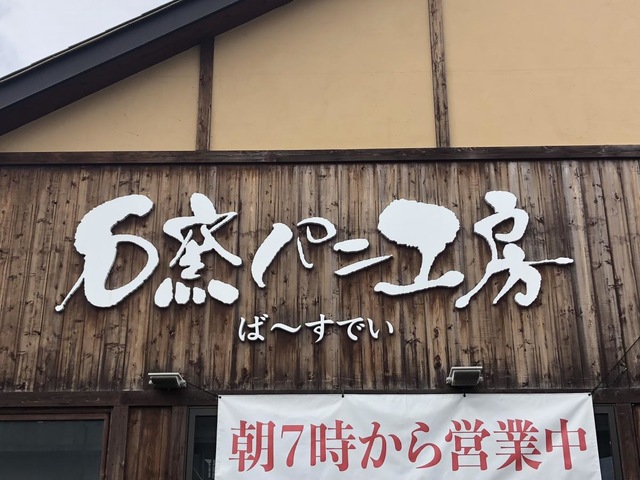 石窯パン工房
ば～すでい
朝7時から営業中